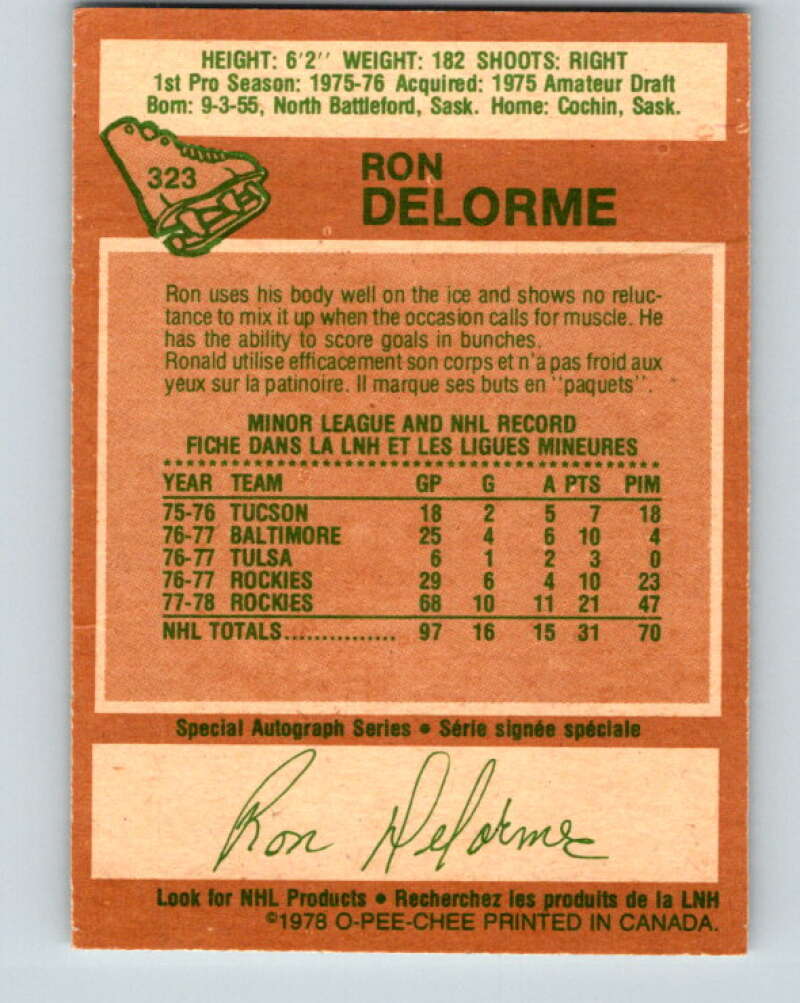 HEIGHT: 6'2'' WEIGHT: 182 SHOOTS: RIGHT
1st Pro Season: 1975-76 Acquired: 1975 Amateur Draft
Born: 9-3-55, North Battleford, Sask. Home: Cochin, Sask.
323
RON
DELORME
Ron uses his body well on the ice and shows no reluc-
tance to mix it up when the occasion calls for muscle. He
has the ability to score goals in bunches.
Ronald utilise efficacement son corps et n'a pas froid aux
yeux sur la patinoire. Il marque ses buts en ''paquets''.
MINOR LEAGUE AND NHL RECORD
FICHE DANS LA LNH ET LES LIGUES MINEURES
YEAR TEAM GP G A PTS PIM
75-76 TUCSON 18 2 5 7 18
76-77 BALTIMORE 25 4 6 10 4
76-77 TULSA 6 1 2 3 0
76-77 ROCKIES 29 6 4 10 23
77-78 ROCKIES 68 10 11 21 47
NHL TOTALS............... 97 16 15 31 70
Special Autograph Series • Série signée spéciale
Ron Delorme
Look for NHL Products • Recherchez les produits de la LNH
©1978 O-PEE-CHEE PRINTED IN CANADA.